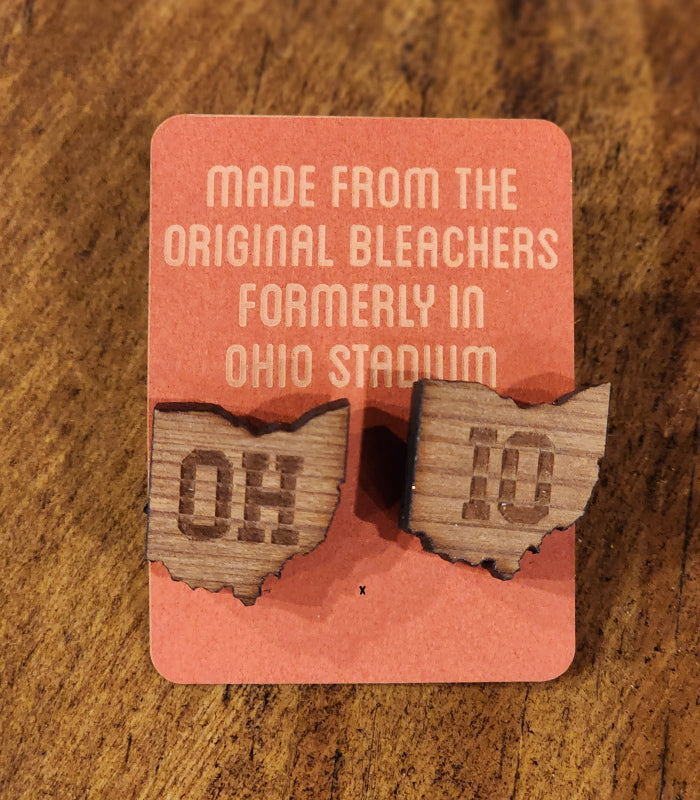 MADE FROM THE
ORIGINAL BLEACHERS
FORMERLY IN
OHIO STADIUM
OH
IO
x